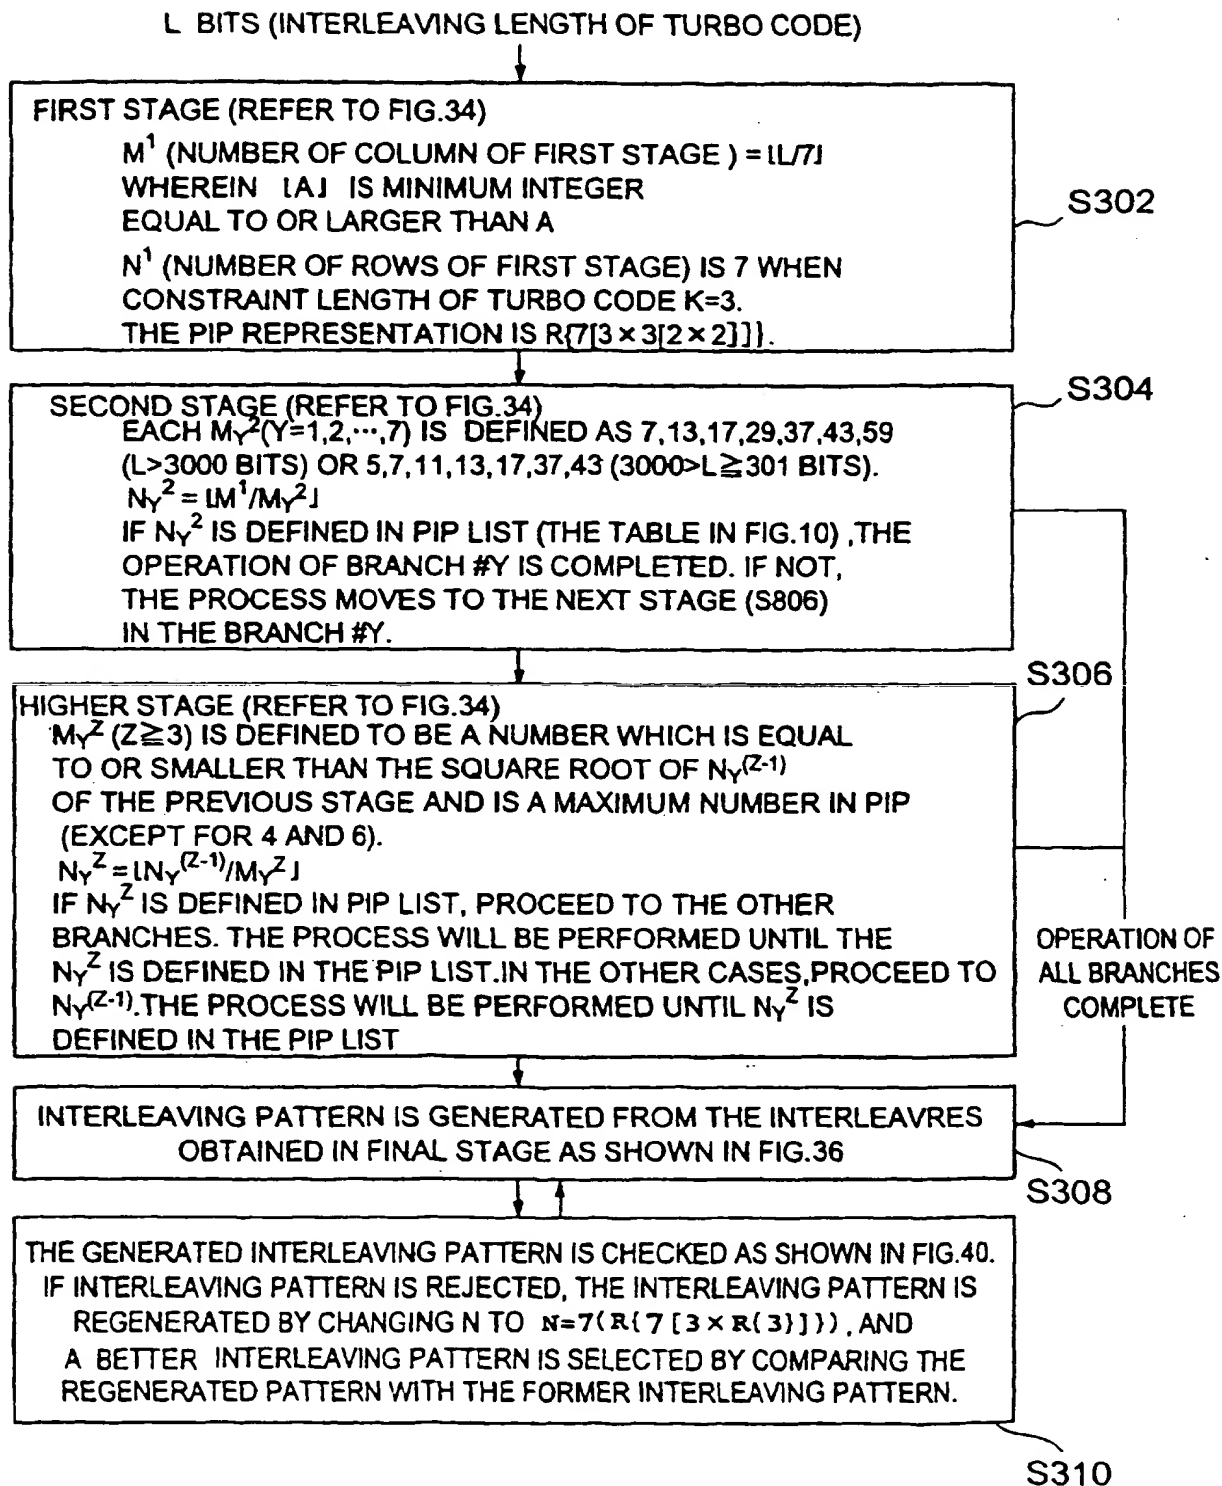 L BITS (INTERLEAVING LENGTH OF TURBO CODE)
FIRST STAGE (REFER TO FIG.34)
M¹ (NUMBER OF COLUMN OF FIRST STAGE ) = ⌊L/7⌋
WHEREIN ⌊A⌋ IS MINIMUM INTEGER
EQUAL TO OR LARGER THAN A
N¹ (NUMBER OF ROWS OF FIRST STAGE) IS 7 WHEN
CONSTRAINT LENGTH OF TURBO CODE K=3.
THE PIP REPRESENTATION IS R{7[3×3[2×2]]}.
S302
SECOND STAGE (REFER TO FIG.34)
EACH M_Y²(Y=1,2,⋯,7) IS DEFINED AS 7,13,17,29,37,43,59
(L>3000 BITS) OR 5,7,11,13,17,37,43 (3000>L≧301 BITS).
N_Y² = ⌊M¹/M_Y²⌋
IF N_Y² IS DEFINED IN PIP LIST (THE TABLE IN FIG.10) ,THE
OPERATION OF BRANCH #Y IS COMPLETED. IF NOT,
THE PROCESS MOVES TO THE NEXT STAGE (S806)
IN THE BRANCH #Y.
S304
HIGHER STAGE (REFER TO FIG.34)
M_Y^Z (Z≧3) IS DEFINED TO BE A NUMBER WHICH IS EQUAL
TO OR SMALLER THAN THE SQUARE ROOT OF N_Y^(Z-1)
OF THE PREVIOUS STAGE AND IS A MAXIMUM NUMBER IN PIP
(EXCEPT FOR 4 AND 6).
N_Y^Z = ⌊N_Y^(Z-1)/M_Y^Z⌋
IF N_Y^Z IS DEFINED IN PIP LIST, PROCEED TO THE OTHER
BRANCHES. THE PROCESS WILL BE PERFORMED UNTIL THE
N_Y^Z IS DEFINED IN THE PIP LIST.IN THE OTHER CASES,PROCEED TO
N_Y^(Z-1).THE PROCESS WILL BE PERFORMED UNTIL N_Y^Z IS
DEFINED IN THE PIP LIST
S306
OPERATION OF
ALL BRANCHES
COMPLETE
INTERLEAVING PATTERN IS GENERATED FROM THE INTERLEAVRES
OBTAINED IN FINAL STAGE AS SHOWN IN FIG.36
S308
THE GENERATED INTERLEAVING PATTERN IS CHECKED AS SHOWN IN FIG.40.
IF INTERLEAVING PATTERN IS REJECTED, THE INTERLEAVING PATTERN IS
REGENERATED BY CHANGING N TO N=7(R{7[3×R{3}]}), AND
A BETTER INTERLEAVING PATTERN IS SELECTED BY COMPARING THE
REGENERATED PATTERN WITH THE FORMER INTERLEAVING PATTERN.
S310